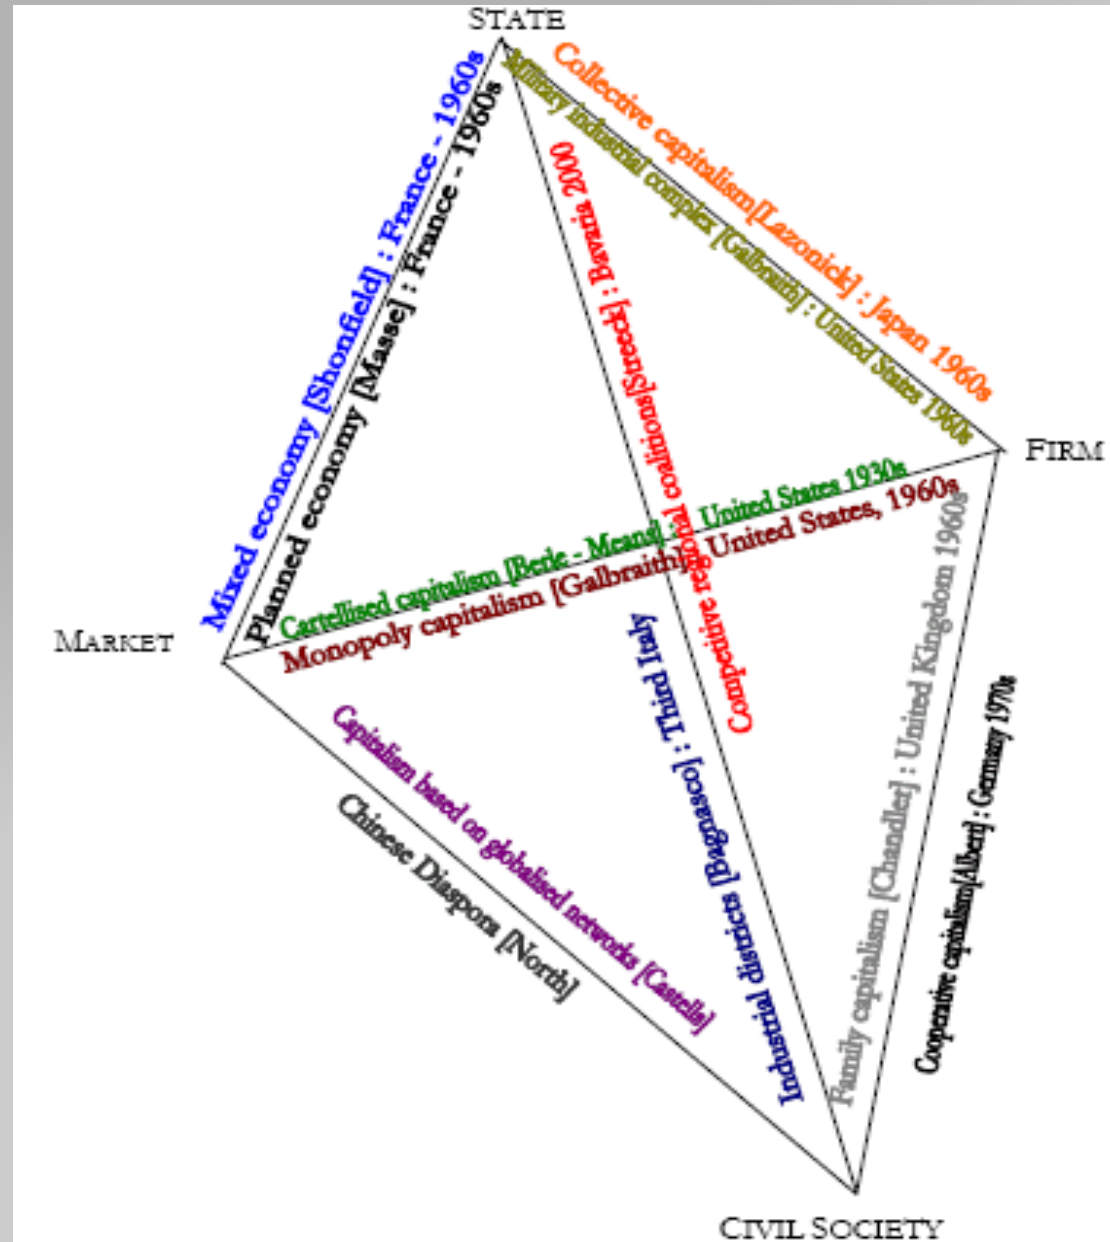 STATE
Mixed economy [Shonfield] : France - 1960s
Planned economy [Masse] : France - 1960s
Collective capitalism[Lazonick] : Japan 1960s
Military industrial complex [Galbraith] : United States 1960s
Competitive regional coalitions[Streeck] : Bavaria 2000
FIRM
Cartellised capitalism [Berle - Means] : United States 1930s
Monopoly capitalism [Galbraith] : United States, 1960s
MARKET
Capitalism based on globalised networks [Castells]
Chinese Diaspora [North]
Industrial districts [Bagnasco] : Third Italy
Family capitalism [Chandler] : United Kingdom 1960s
Cooperative capitalism[Albert] : Germany 1970s
CIVIL SOCIETY